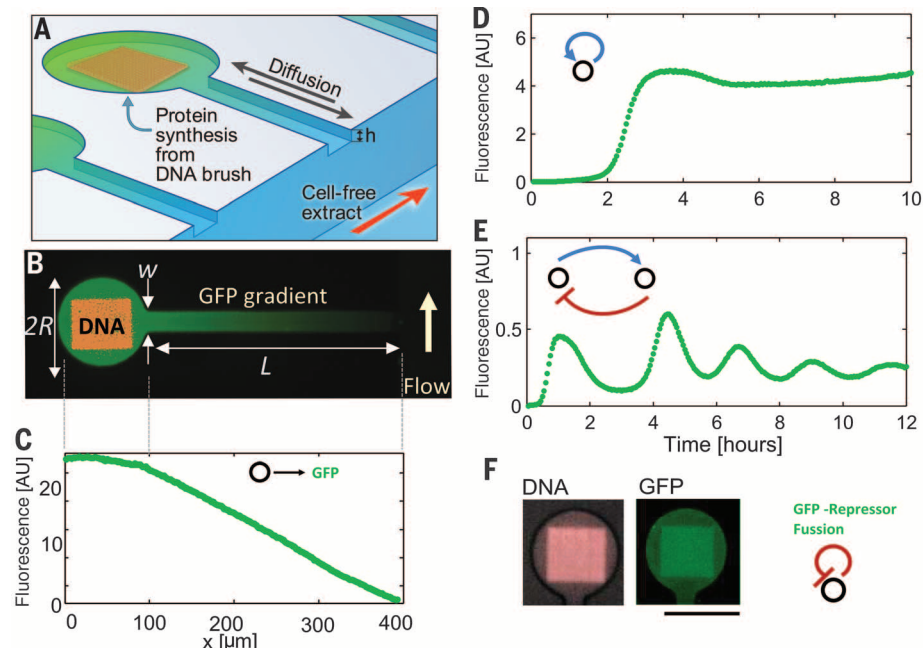 A
Diffusion
h
Protein
synthesis
from
DNA brush
Cell-free
extract
B
w
GFP gradient
2R
DNA
L
Flow
C
Fluorescence [AU]
20
10
0
GFP
0 100 200 300 400
x [µm]
D
Fluorescence [AU]
6
4
2
0
0 2 4 6 8 10
E
Fluorescence [AU]
1
0.5
0
0 2 4 6 8 10 12
Time [hours]
F
DNA GFP
GFP -Repressor
Fussion